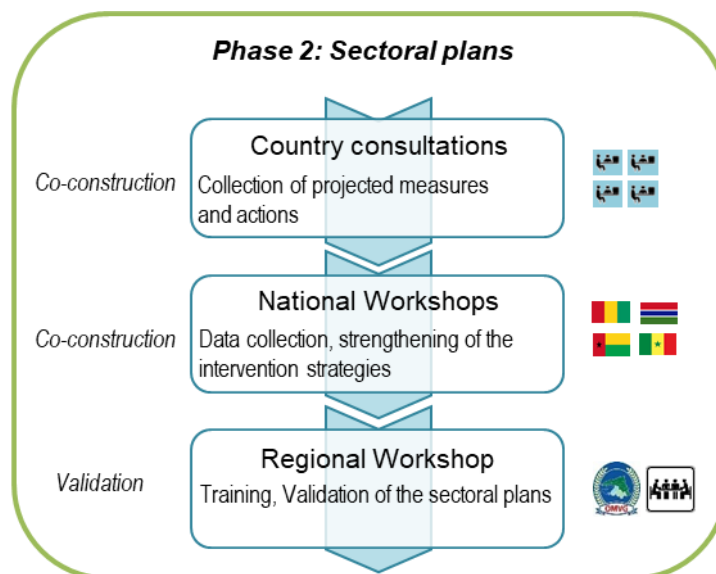 Phase 2: Sectoral plans
Country consultations
Co-construction
Collection of projected measures
and actions
National Workshops
Co-construction
Data collection, strengthening of the
intervention strategies
Regional Workshop
Validation
Training, Validation of the sectoral plans
OMVG